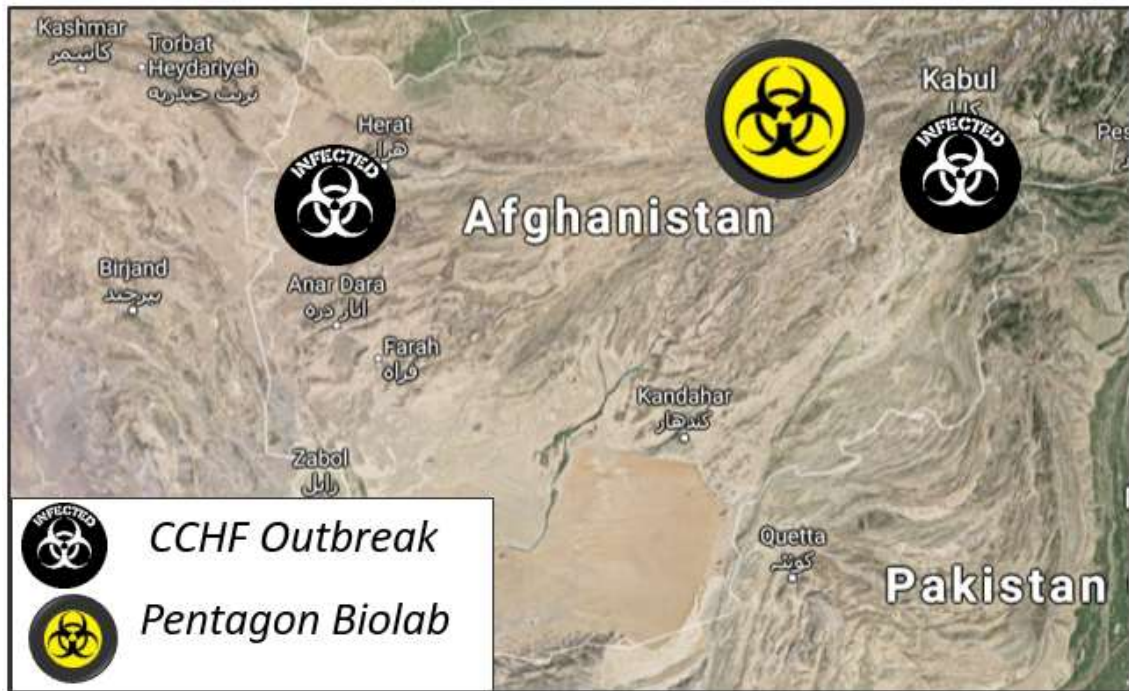 Kashmar
کاشمر
Torbat
Heydariyeh
تربت حیدریه
Kabul
Herat
INFECTED
INFECTED
Afghanistan
Birjand
بیرجند
Anar Dara
انار دره
Farah
فراه
Kandahar
کندهار
Zabol
زابل
Quetta
کوئٹہ
Pakistan
INFECTED
CCHF Outbreak
Pentagon Biolab